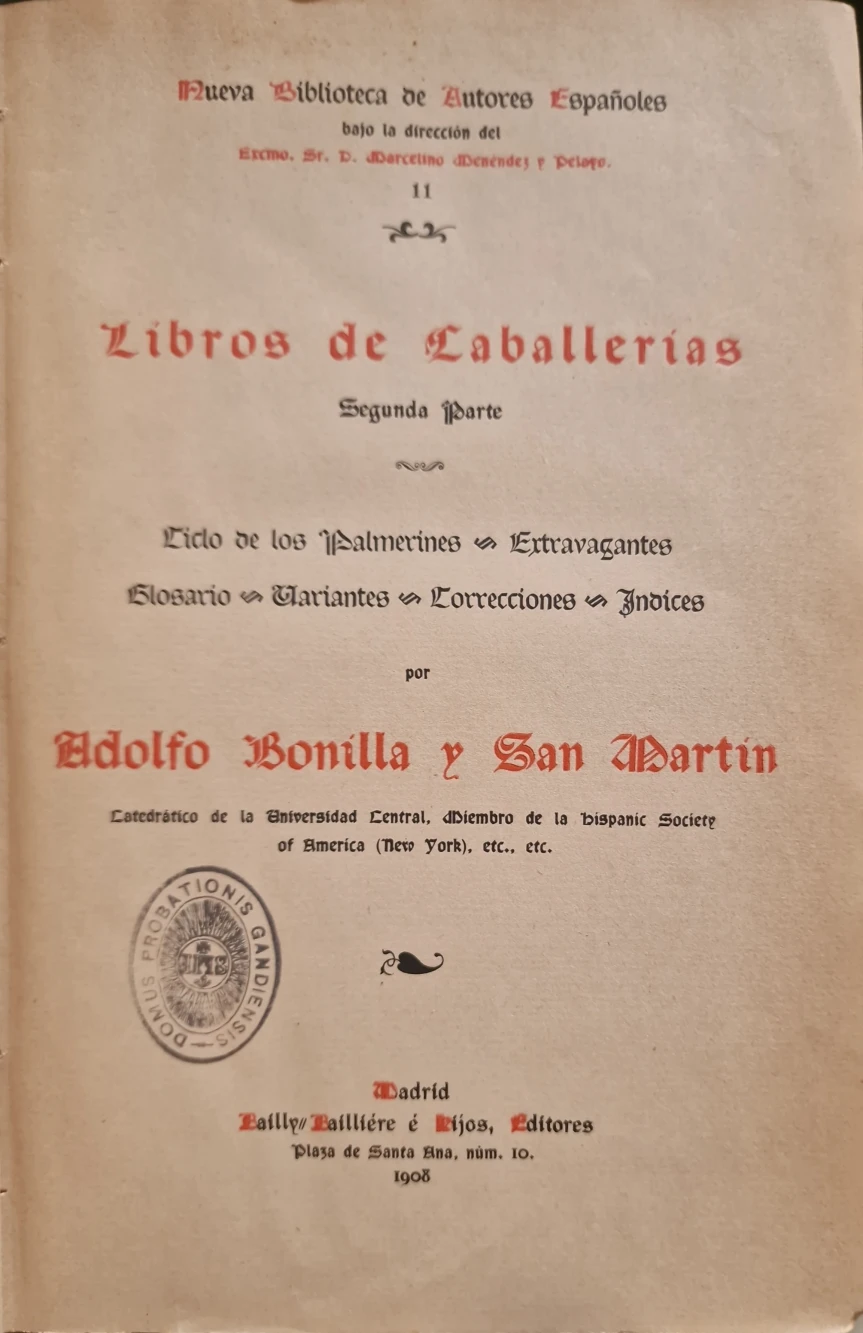 Nueva Biblioteca de Autores Españoles
bajo la dirección del
Excmo. Sr. D. Marcelino Menéndez y Pelayo.
11
Libros de Caballerías
Segunda Parte
Ciclo de los Palmerines Extravagantes
Glosario Variantes Correcciones Indices
por
Adolfo Bonilla y San Martín
Catedrático de la Universidad Central, Miembro de la Hispanic Society
of America (New York), etc., etc.
DOMUS PROBATIONIS GANDIENSIS
IHS
Madrid
Bailly//Bailliére é Hijos, Editores
Plaza de Santa Ana, núm. 10.
1908